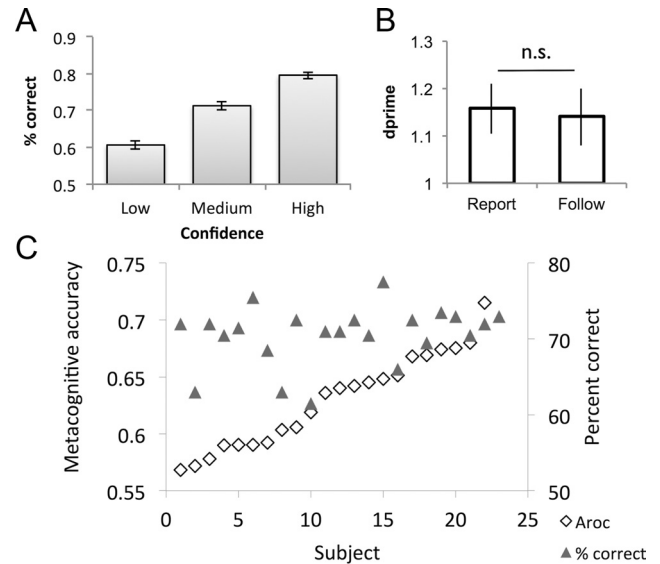 A
0.9
0.8
0.7
0.6
0.5
% correct
Low Medium High
Confidence
B
1.3
1.2
1.1
1
dprime
n.s.
Report Follow
C
0.75
0.7
0.65
0.6
0.55
Metacognitive accuracy
80
70
60
50
Percent correct
0 5 10 15 20 25
Subject
Aroc
% correct